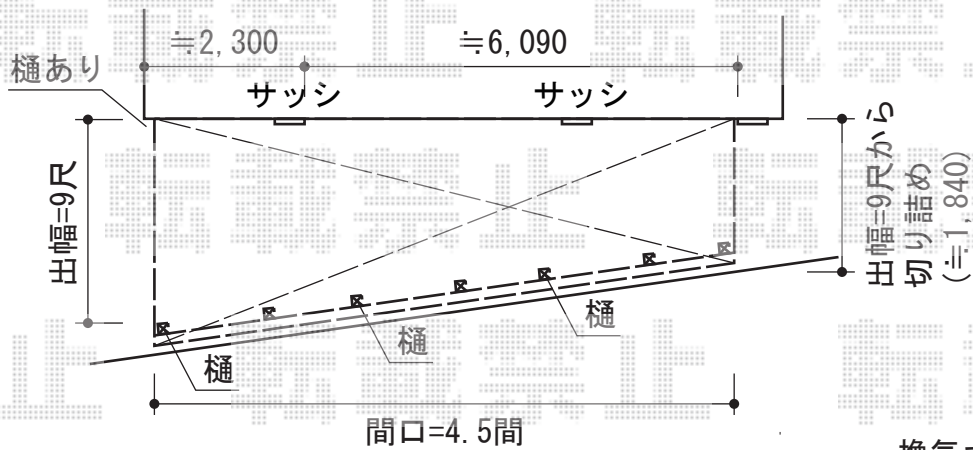 ≒2,300
≒6,090
樋あり
サッシ
サッシ
出幅=9尺
出幅=9尺から
切り詰め
(≒1,840)
樋
樋
樋
間口=4.5間